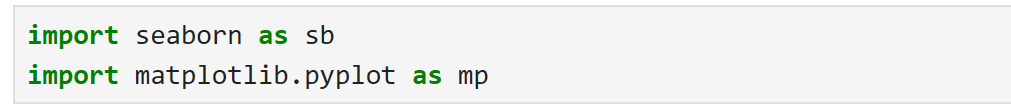 import seaborn as sb
import matplotlib.pyplot as mp